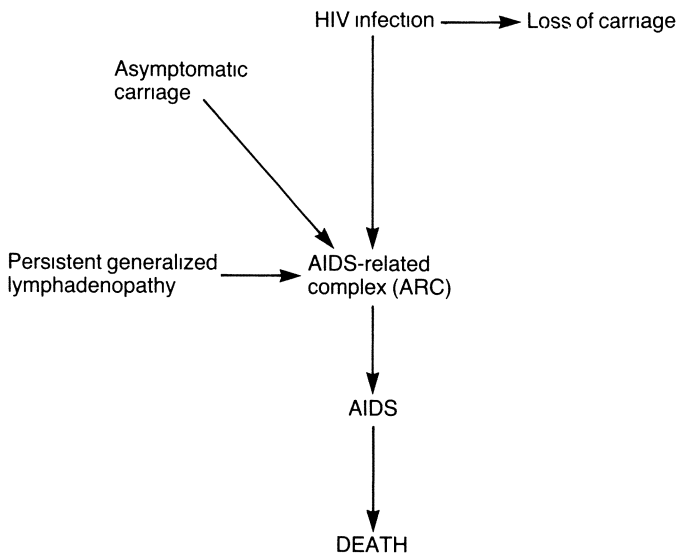 HIV infection
Loss of carriage
Asymptomatic
carriage
Persistent generalized
lymphadenopathy
AIDS-related
complex (ARC)
AIDS
DEATH